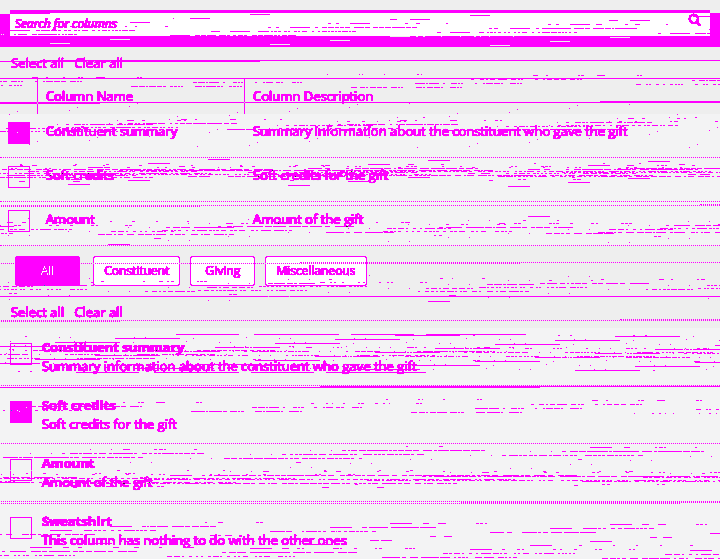 Search for columns
Select all Clear all
Column Name Column Description
Constituent summary Summary information about the constituent who gave the gift
Soft credits Soft credits for the gift
Amount Amount of the gift
All Constituent Giving Miscellaneous
Select all Clear all
Constituent summary
Summary information about the constituent who gave the gift
Soft credits
Soft credits for the gift
Amount
Amount of the gift
Sweatshirt
This column has nothing to do with the other ones